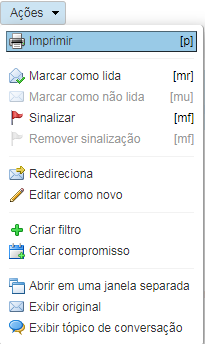 Ações
Imprimir [p]
Marcar como lida [mr]
Marcar como não lida [mu]
Sinalizar [mf]
Remover sinalização [mf]
Redireciona
Editar como novo
Criar filtro
Criar compromisso
Abrir em uma janela separada
Exibir original
Exibir tópico de conversação